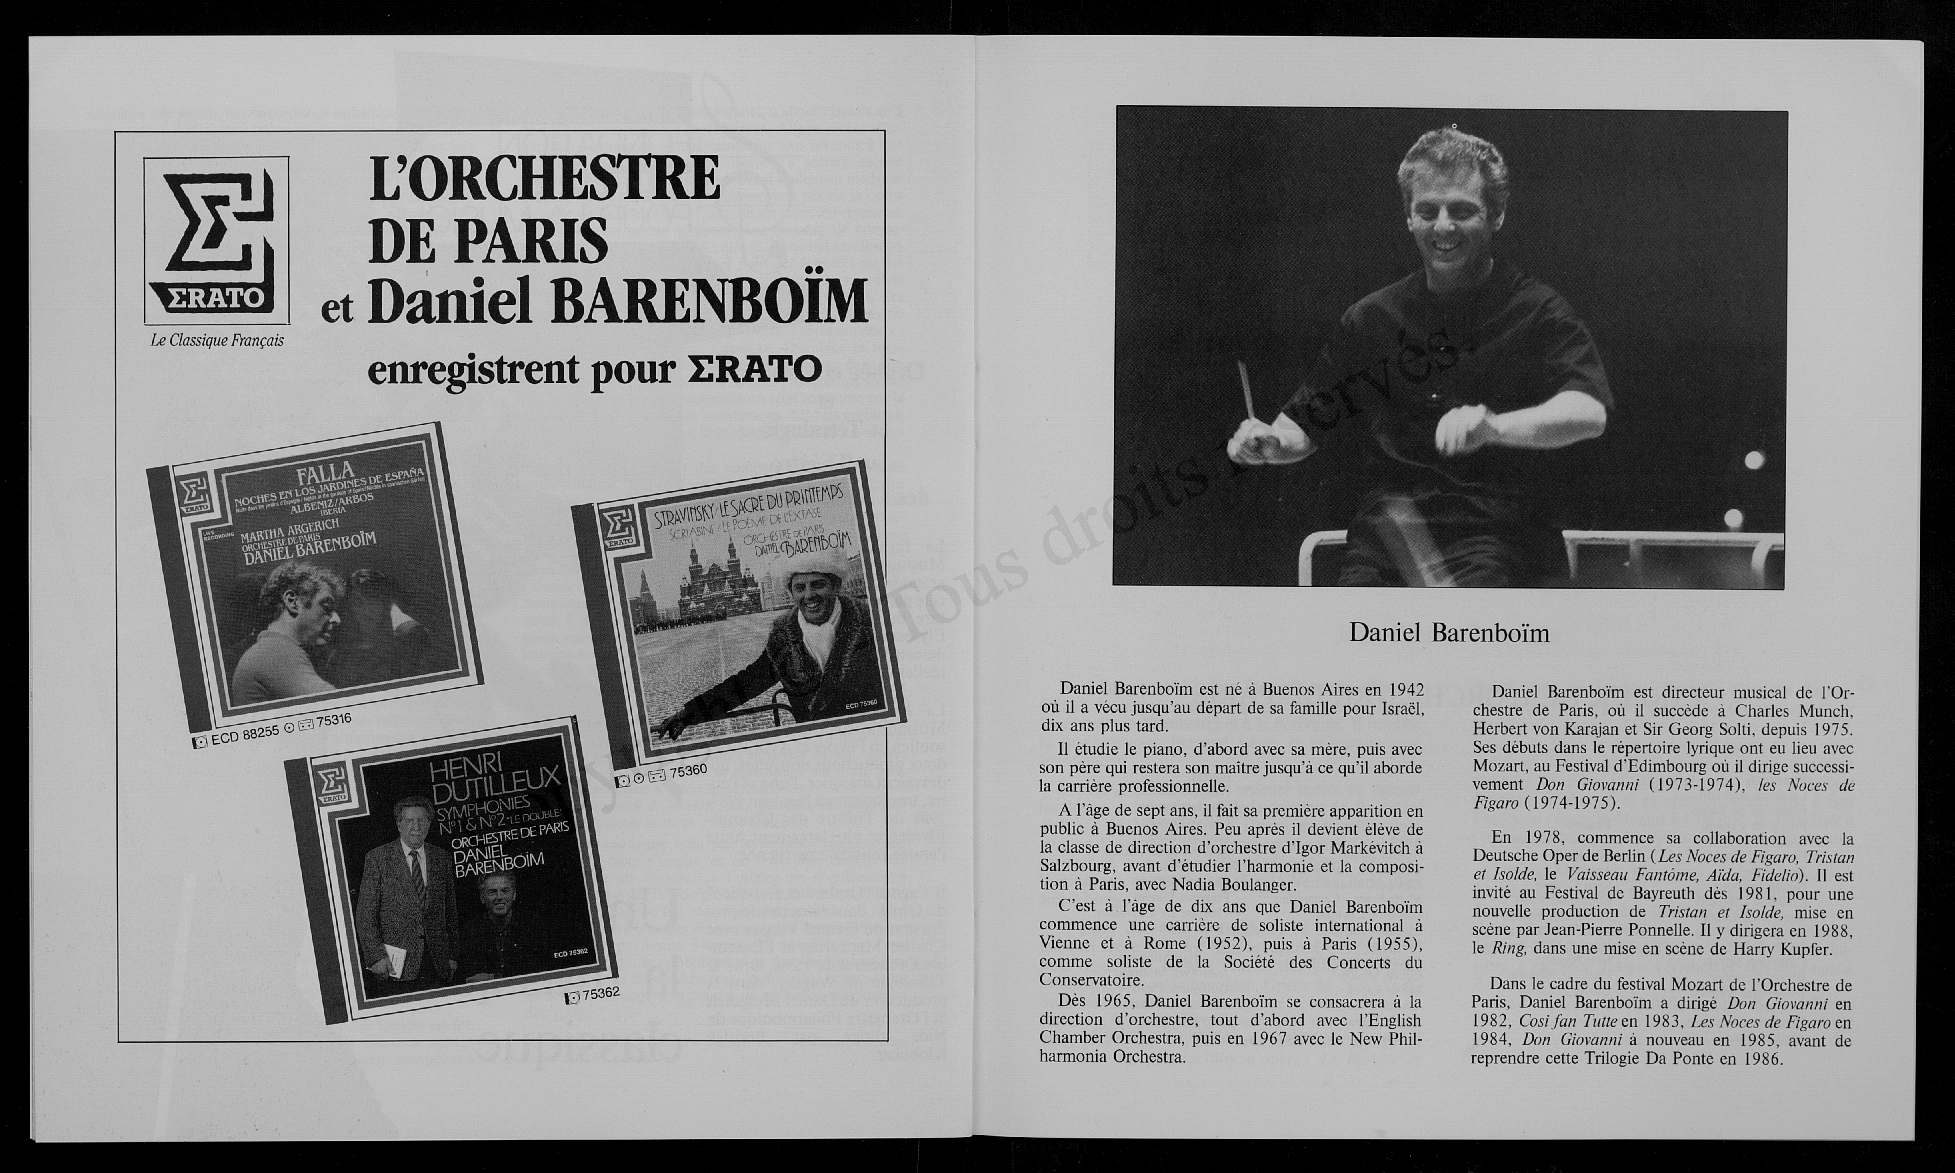 ΣRATO
Le Classique Français
L'ORCHESTRE
DE PARIS
et Daniel BARENBOÏM
enregistrent pour ΣRATO
ERATO
FALLA
NOCHES EN LOS JARDINES DE ESPAÑA
ALBENIZ/ARBOS
IBERIA
LIVE RECORDING
MARTHA ARGERICH
ORCHESTRE DE PARIS
DANIEL BARENBOÏM
ECD 88255 75316
ERATO
STRAVINSKY · LE SACRE DU PRINTEMPS
SCRIABINE · LE POÈME DE L'EXTASE
ORCHESTRE DE PARIS
DANIEL BARENBOÏM
ECD 75360
75360
ERATO
HENRI
DUTILLEUX
SYMPHONIES
N°1 & N°2 "LE DOUBLE"
ORCHESTRE DE PARIS
DANIEL
BARENBOÏM
ECD 75362
75362
Tous droits réservés
Daniel Barenboïm
Daniel Barenboïm est né à Buenos Aires en 1942
où il a vécu jusqu'au départ de sa famille pour Israël,
dix ans plus tard.
Il étudie le piano, d'abord avec sa mère, puis avec
son père qui restera son maître jusqu'à ce qu'il aborde
la carrière professionnelle.
A l'âge de sept ans, il fait sa première apparition en
public à Buenos Aires. Peu après il devient élève de
la classe de direction d'orchestre d'Igor Markévitch à
Salzbourg, avant d'étudier l'harmonie et la composi-
tion à Paris, avec Nadia Boulanger.
C'est à l'âge de dix ans que Daniel Barenboïm
commence une carrière de soliste international à
Vienne et à Rome (1952), puis à Paris (1955),
comme soliste de la Société des Concerts du
Conservatoire.
Dès 1965, Daniel Barenboïm se consacrera à la
direction d'orchestre, tout d'abord avec l'English
Chamber Orchestra, puis en 1967 avec le New Phil-
harmonia Orchestra.
Daniel Barenboïm est directeur musical de l'Or-
chestre de Paris, où il succède à Charles Munch,
Herbert von Karajan et Sir Georg Solti, depuis 1975.
Ses débuts dans le répertoire lyrique ont eu lieu avec
Mozart, au Festival d'Edimbourg où il dirige successi-
vement Don Giovanni (1973-1974), les Noces de
Figaro (1974-1975).
En 1978, commence sa collaboration avec la
Deutsche Oper de Berlin (Les Noces de Figaro, Tristan
et Isolde, le Vaisseau Fantôme, Aïda, Fidelio). Il est
invité au Festival de Bayreuth dès 1981, pour une
nouvelle production de Tristan et Isolde, mise en
scène par Jean-Pierre Ponnelle. Il y dirigera en 1988,
le Ring, dans une mise en scène de Harry Kupfer.
Dans le cadre du festival Mozart de l'Orchestre de
Paris, Daniel Barenboïm a dirigé Don Giovanni en
1982, Cosi fan Tutte en 1983, Les Noces de Figaro en
1984, Don Giovanni à nouveau en 1985, avant de
reprendre cette Trilogie Da Ponte en 1986.